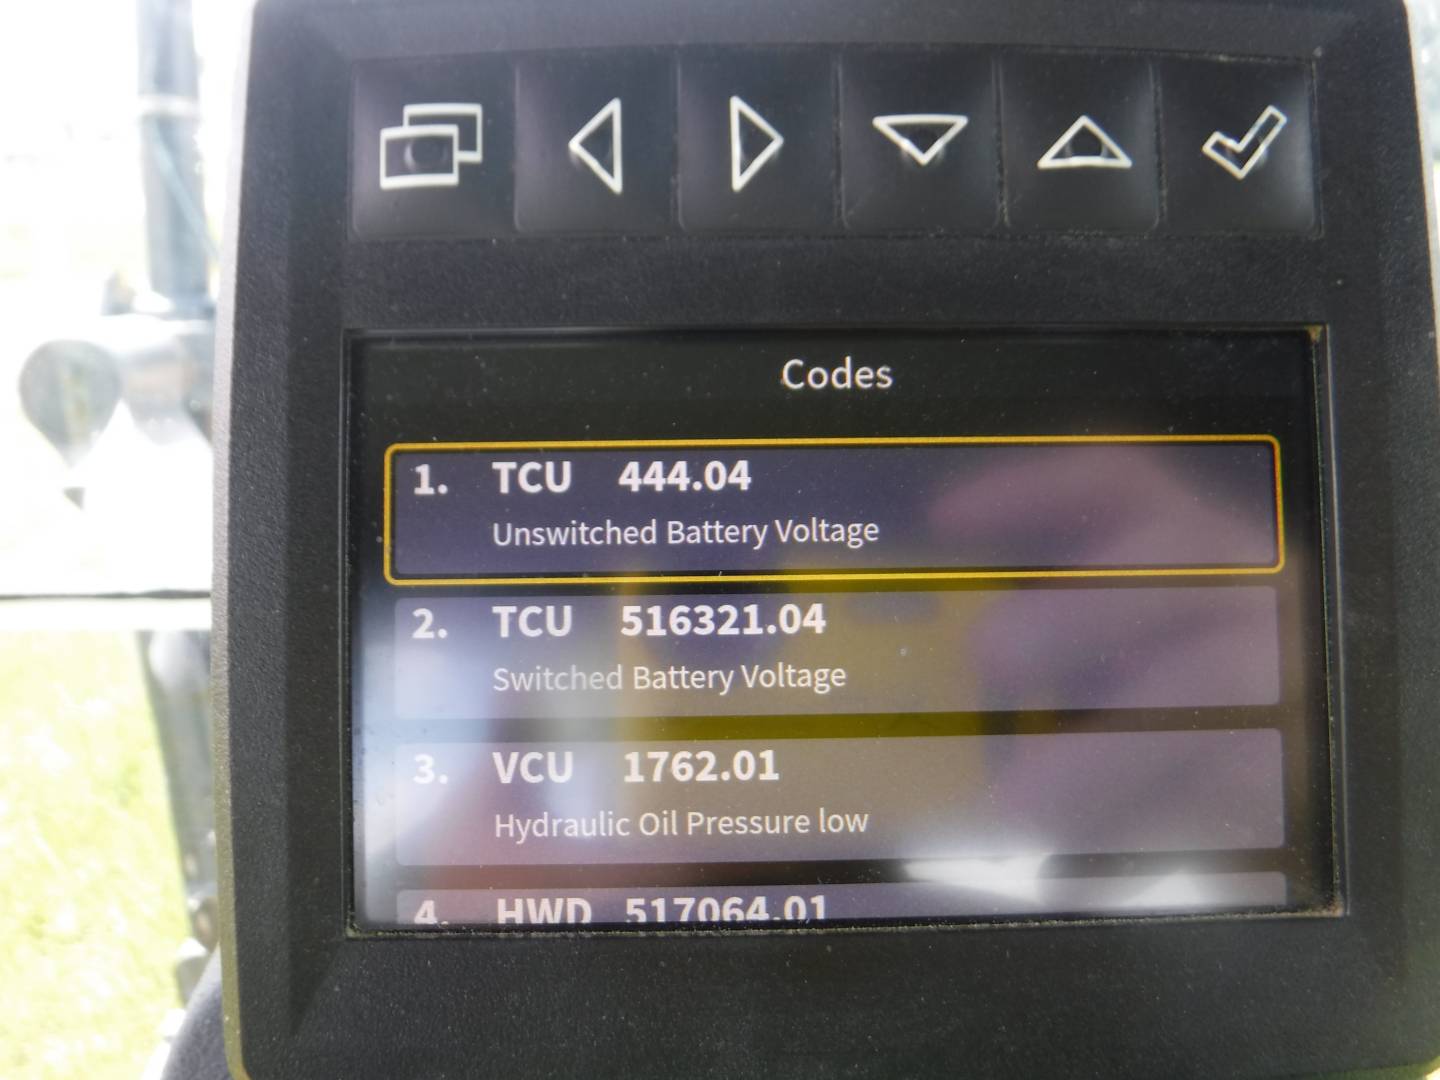 Codes
1. TCU 444.04
Unswitched Battery Voltage
2. TCU 516321.04
Switched Battery Voltage
3. VCU 1762.01
Hydraulic Oil Pressure low
4. HWD 517064.01